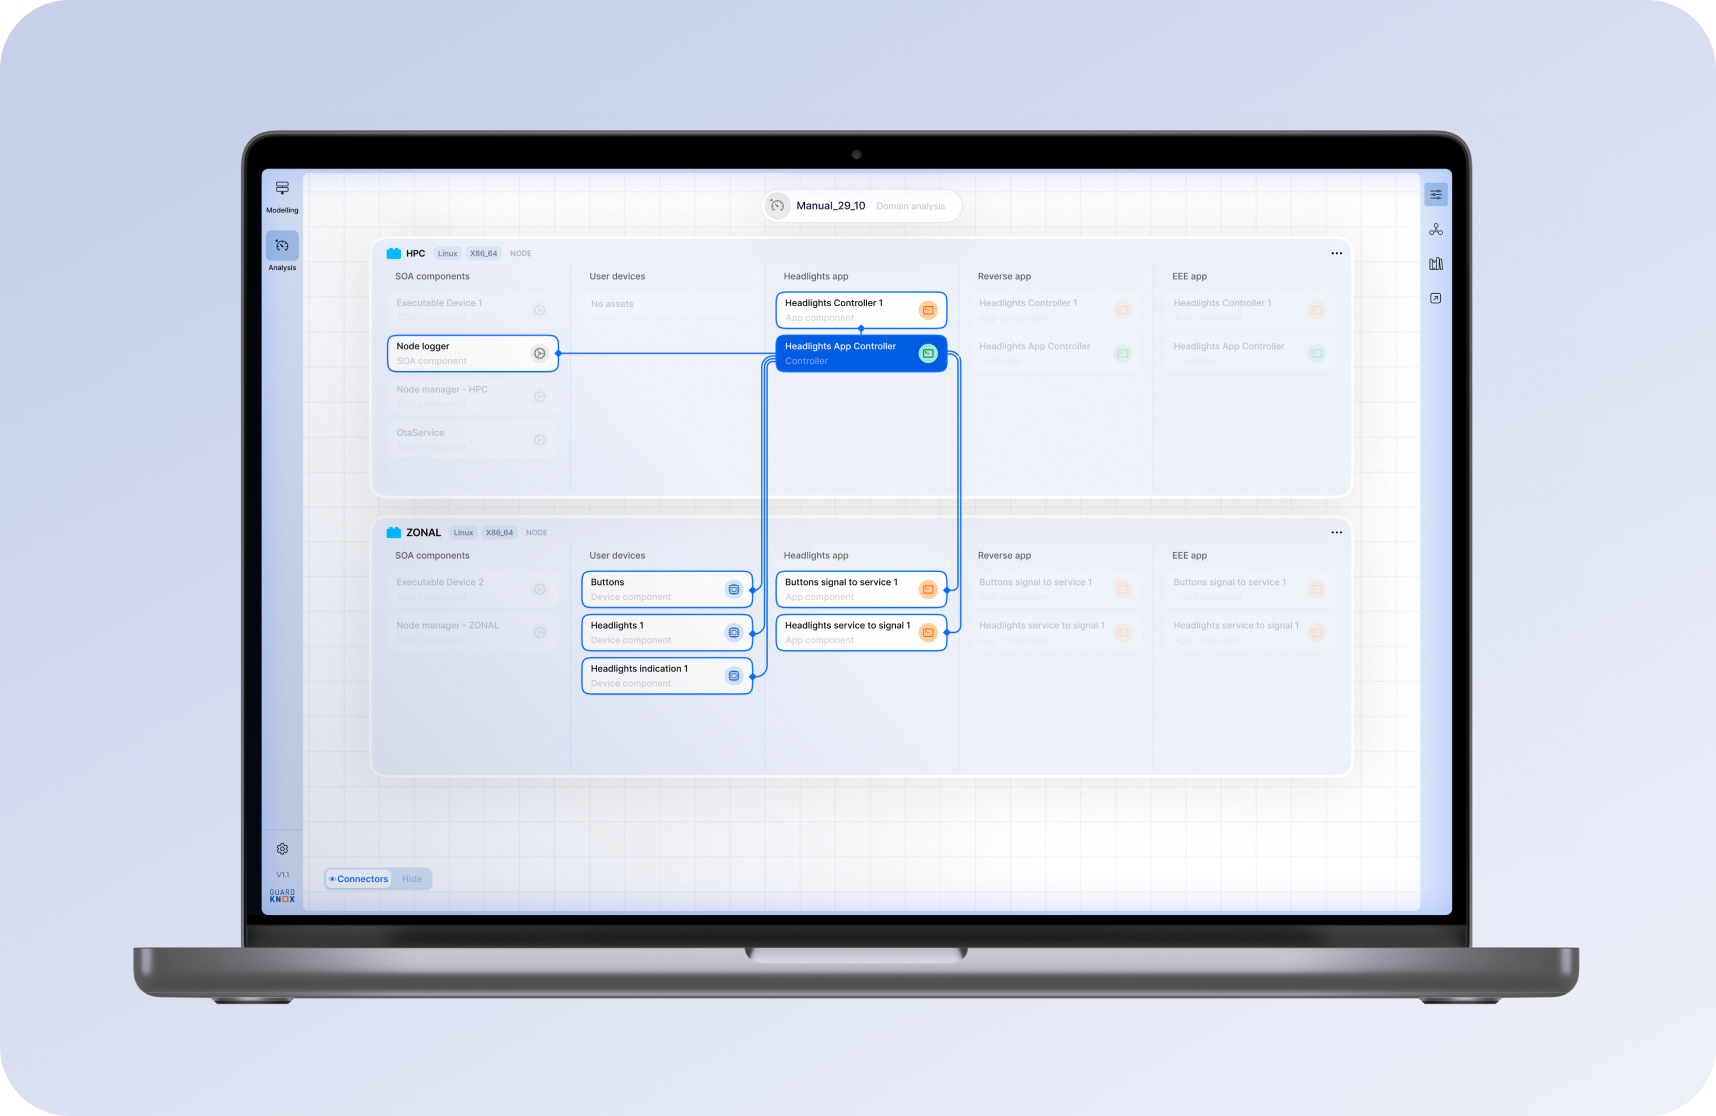 Modelling
Analysis
Manual_29_10 Domain analysis
HPC Linux X86_64 NODE
SOA components
Executable Device 1
SOA component
Node logger
SOA component
Node manager - HPC
SOA component
OtaService
SOA component
User devices
No assets
Headlights app
Headlights Controller 1
App component
Headlights App Controller
Controller
Reverse app
Headlights Controller 1
App component
Headlights App Controller
Controller
EEE app
Headlights Controller 1
App component
Headlights App Controller
Controller
ZONAL Linux X86_64 NODE
SOA components
Executable Device 2
SOA component
Node manager - ZONAL
SOA component
User devices
Buttons
Device component
Headlights 1
Device component
Headlights indication 1
Device component
Headlights app
Buttons signal to service 1
App component
Headlights service to signal 1
App component
Reverse app
Buttons signal to service 1
App component
Headlights service to signal 1
App component
EEE app
Buttons signal to service 1
App component
Headlights service to signal 1
App component
Connectors Hide
V1.1
GUARD
KNOX